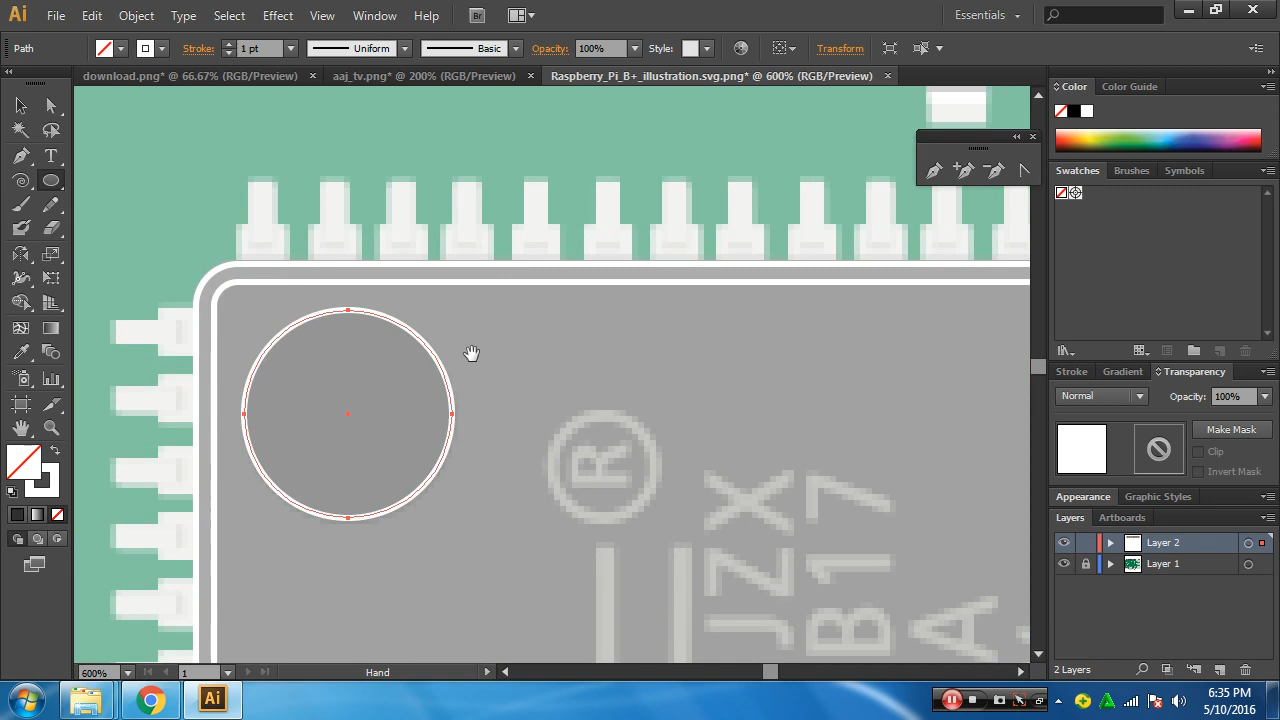 Ai File Edit Object Type Select Effect View Window Help Br Essentials
Path Stroke: 1 pt Uniform Basic Opacity: 100% Style: Transform
download.png* @ 66.67% (RGB/Preview) aaj_tv.png* @ 200% (RGB/Preview) Raspberry_Pi_B+_illustration.svg.png* @ 600% (RGB/Preview)
Color Color Guide
Swatches Brushes Symbols
Stroke Gradient Transparency
Normal Opacity: 100%
Make Mask
Clip
Invert Mask
Appearance Graphic Styles
Layers Artboards
Layer 2
Layer 1
2 Layers
R
JZX
B17
A
T
600% 1 Hand
Ai
6:35 PM
5/10/2016